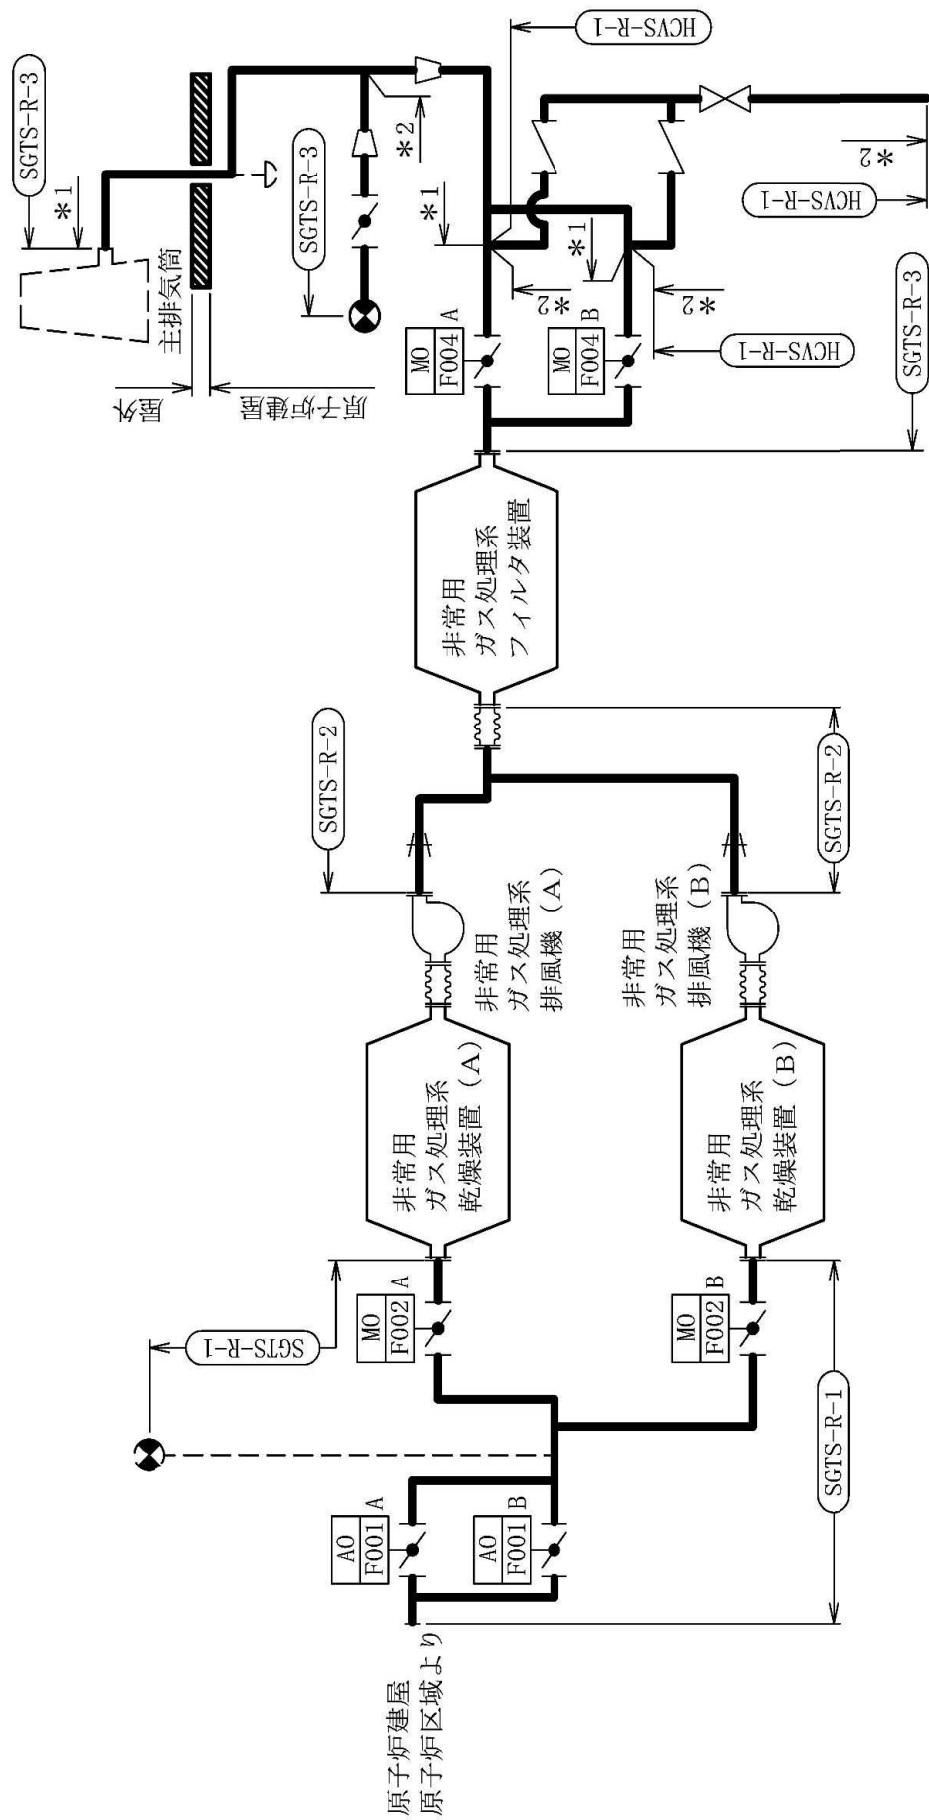 原子炉建屋
原子炉区域より
AO
F001
A
AO
F001
B
SGTS-R-1
SGTS-R-1
MO
F002
A
MO
F002
B
非常用
ガス処理系
乾燥装置(A)
非常用
ガス処理系
乾燥装置(B)
非常用
ガス処理系
排風機(A)
非常用
ガス処理系
排風機(B)
SGTS-R-2
SGTS-R-2
非常用
ガス処理系
フィルタ装置
SGTS-R-3
MO
F004
A
MO
F004
B
HCVS-R-1
HCVS-R-1
HCVS-R-1
*1
*2
*1
*2
*2
*2
SGTS-R-3
SGTS-R-3
*1
主排気筒
屋外
原子炉建屋